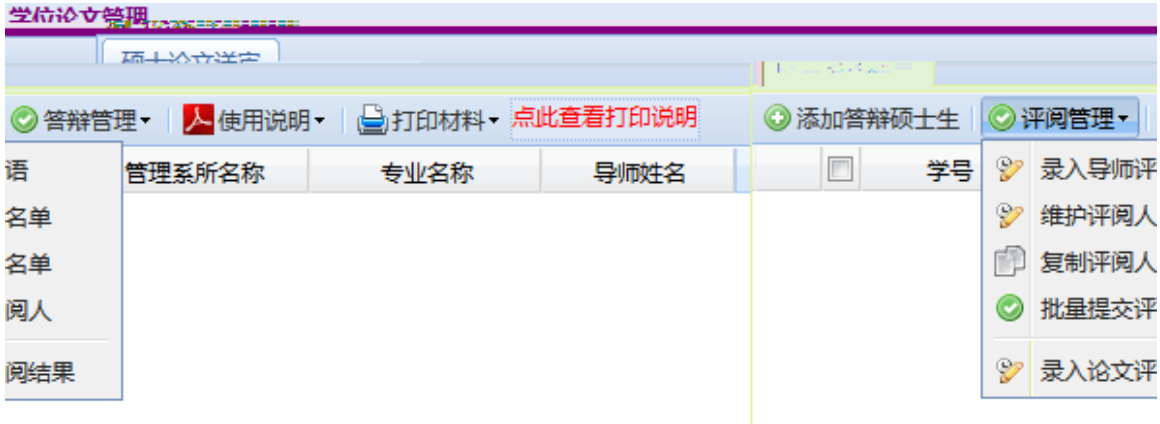 学位论文管理
硕士论文送审
答辩管理 使用说明 打印材料 点此查看打印说明
管理系所名称 专业名称 导师姓名
语
名单
名单
阅人
阅结果
添加答辩硕士生 评阅管理
学号
录入导师评
维护评阅人
复制评阅人
批量提交评
录入论文评